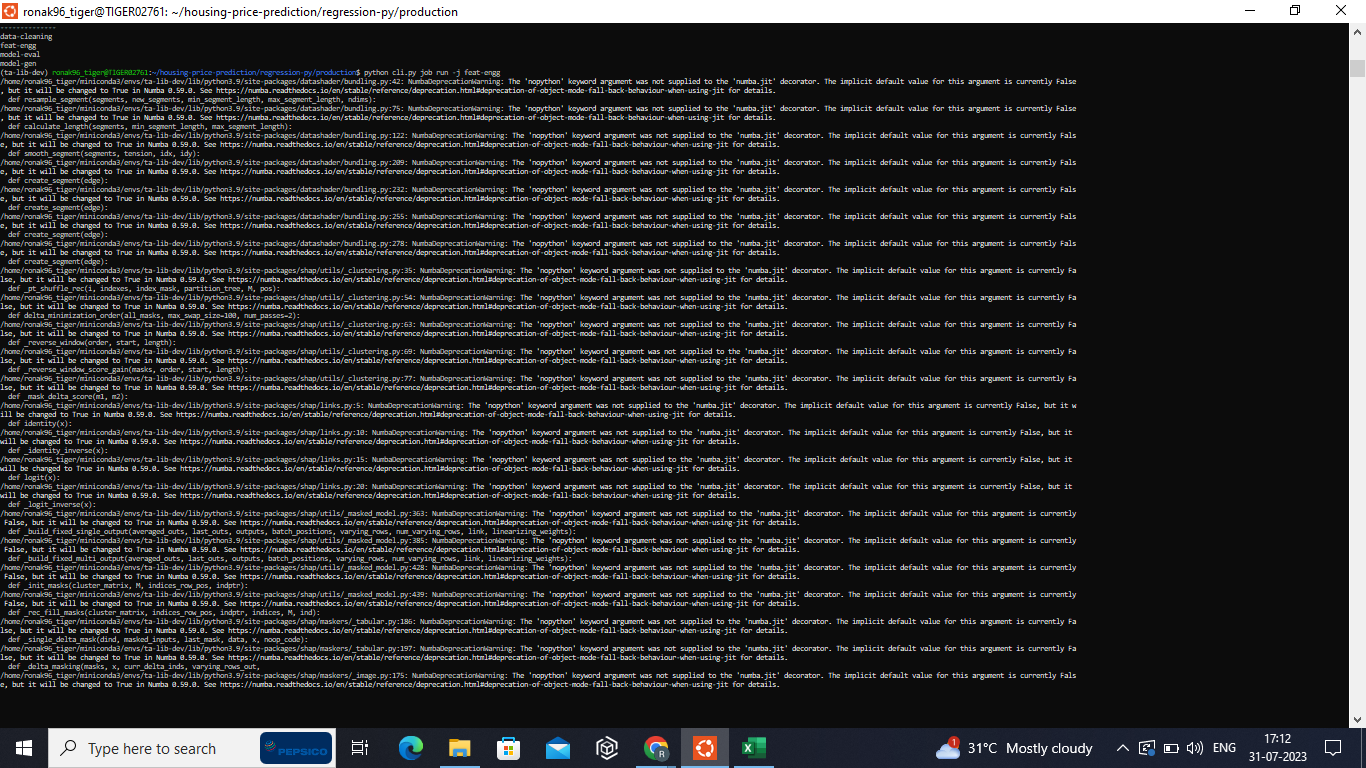 ronak96_tiger@TIGER02761: ~/housing-price-prediction/regression-py/production
--------------
data-cleaning
feat-engg
model-eval
model-gen
(ta-lib-dev) ronak96_tiger@TIGER02761:~/housing-price-prediction/regression-py/production$ python cli.py job run -j feat-engg
/home/ronak96_tiger/miniconda3/envs/ta-lib-dev/lib/python3.9/site-packages/datashader/bundling.py:42: NumbaDeprecationWarning: The 'nopython' keyword argument was not supplied to the 'numba.jit' decorator. The implicit default value for this argument is currently False
, but it will be changed to True in Numba 0.59.0. See https://numba.readthedocs.io/en/stable/reference/deprecation.html#deprecation-of-object-mode-fall-back-behaviour-when-using-jit for details.
def resample_segment(segments, new_segments, min_segment_length, max_segment_length, ndims):
/home/ronak96_tiger/miniconda3/envs/ta-lib-dev/lib/python3.9/site-packages/datashader/bundling.py:75: NumbaDeprecationWarning: The 'nopython' keyword argument was not supplied to the 'numba.jit' decorator. The implicit default value for this argument is currently False
, but it will be changed to True in Numba 0.59.0. See https://numba.readthedocs.io/en/stable/reference/deprecation.html#deprecation-of-object-mode-fall-back-behaviour-when-using-jit for details.
def calculate_length(segments, min_segment_length, max_segment_length):
/home/ronak96_tiger/miniconda3/envs/ta-lib-dev/lib/python3.9/site-packages/datashader/bundling.py:122: NumbaDeprecationWarning: The 'nopython' keyword argument was not supplied to the 'numba.jit' decorator. The implicit default value for this argument is currently Fals
e, but it will be changed to True in Numba 0.59.0. See https://numba.readthedocs.io/en/stable/reference/deprecation.html#deprecation-of-object-mode-fall-back-behaviour-when-using-jit for details.
def smooth_segment(segments, tension, idx, idy):
/home/ronak96_tiger/miniconda3/envs/ta-lib-dev/lib/python3.9/site-packages/datashader/bundling.py:209: NumbaDeprecationWarning: The 'nopython' keyword argument was not supplied to the 'numba.jit' decorator. The implicit default value for this argument is currently Fals
e, but it will be changed to True in Numba 0.59.0. See https://numba.readthedocs.io/en/stable/reference/deprecation.html#deprecation-of-object-mode-fall-back-behaviour-when-using-jit for details.
def create_segment(edge):
/home/ronak96_tiger/miniconda3/envs/ta-lib-dev/lib/python3.9/site-packages/datashader/bundling.py:232: NumbaDeprecationWarning: The 'nopython' keyword argument was not supplied to the 'numba.jit' decorator. The implicit default value for this argument is currently Fals
e, but it will be changed to True in Numba 0.59.0. See https://numba.readthedocs.io/en/stable/reference/deprecation.html#deprecation-of-object-mode-fall-back-behaviour-when-using-jit for details.
def create_segment(edge):
/home/ronak96_tiger/miniconda3/envs/ta-lib-dev/lib/python3.9/site-packages/datashader/bundling.py:255: NumbaDeprecationWarning: The 'nopython' keyword argument was not supplied to the 'numba.jit' decorator. The implicit default value for this argument is currently Fals
e, but it will be changed to True in Numba 0.59.0. See https://numba.readthedocs.io/en/stable/reference/deprecation.html#deprecation-of-object-mode-fall-back-behaviour-when-using-jit for details.
def create_segment(edge):
/home/ronak96_tiger/miniconda3/envs/ta-lib-dev/lib/python3.9/site-packages/datashader/bundling.py:278: NumbaDeprecationWarning: The 'nopython' keyword argument was not supplied to the 'numba.jit' decorator. The implicit default value for this argument is currently Fals
e, but it will be changed to True in Numba 0.59.0. See https://numba.readthedocs.io/en/stable/reference/deprecation.html#deprecation-of-object-mode-fall-back-behaviour-when-using-jit for details.
def create_segment(edge):
/home/ronak96_tiger/miniconda3/envs/ta-lib-dev/lib/python3.9/site-packages/shap/utils/_clustering.py:35: NumbaDeprecationWarning: The 'nopython' keyword argument was not supplied to the 'numba.jit' decorator. The implicit default value for this argument is currently Fa
lse, but it will be changed to True in Numba 0.59.0. See https://numba.readthedocs.io/en/stable/reference/deprecation.html#deprecation-of-object-mode-fall-back-behaviour-when-using-jit for details.
def _pt_shuffle_rec(i, indexes, index_mask, partition_tree, M, pos):
/home/ronak96_tiger/miniconda3/envs/ta-lib-dev/lib/python3.9/site-packages/shap/utils/_clustering.py:54: NumbaDeprecationWarning: The 'nopython' keyword argument was not supplied to the 'numba.jit' decorator. The implicit default value for this argument is currently Fa
lse, but it will be changed to True in Numba 0.59.0. See https://numba.readthedocs.io/en/stable/reference/deprecation.html#deprecation-of-object-mode-fall-back-behaviour-when-using-jit for details.
def delta_minimization_order(all_masks, max_swap_size=100, num_passes=2):
/home/ronak96_tiger/miniconda3/envs/ta-lib-dev/lib/python3.9/site-packages/shap/utils/_clustering.py:63: NumbaDeprecationWarning: The 'nopython' keyword argument was not supplied to the 'numba.jit' decorator. The implicit default value for this argument is currently Fa
lse, but it will be changed to True in Numba 0.59.0. See https://numba.readthedocs.io/en/stable/reference/deprecation.html#deprecation-of-object-mode-fall-back-behaviour-when-using-jit for details.
def _reverse_window(order, start, length):
/home/ronak96_tiger/miniconda3/envs/ta-lib-dev/lib/python3.9/site-packages/shap/utils/_clustering.py:69: NumbaDeprecationWarning: The 'nopython' keyword argument was not supplied to the 'numba.jit' decorator. The implicit default value for this argument is currently Fa
lse, but it will be changed to True in Numba 0.59.0. See https://numba.readthedocs.io/en/stable/reference/deprecation.html#deprecation-of-object-mode-fall-back-behaviour-when-using-jit for details.
def _reverse_window_score_gain(masks, order, start, length):
/home/ronak96_tiger/miniconda3/envs/ta-lib-dev/lib/python3.9/site-packages/shap/utils/_clustering.py:77: NumbaDeprecationWarning: The 'nopython' keyword argument was not supplied to the 'numba.jit' decorator. The implicit default value for this argument is currently Fa
lse, but it will be changed to True in Numba 0.59.0. See https://numba.readthedocs.io/en/stable/reference/deprecation.html#deprecation-of-object-mode-fall-back-behaviour-when-using-jit for details.
def _mask_delta_score(m1, m2):
/home/ronak96_tiger/miniconda3/envs/ta-lib-dev/lib/python3.9/site-packages/shap/links.py:5: NumbaDeprecationWarning: The 'nopython' keyword argument was not supplied to the 'numba.jit' decorator. The implicit default value for this argument is currently False, but it w
ill be changed to True in Numba 0.59.0. See https://numba.readthedocs.io/en/stable/reference/deprecation.html#deprecation-of-object-mode-fall-back-behaviour-when-using-jit for details.
def identity(x):
/home/ronak96_tiger/miniconda3/envs/ta-lib-dev/lib/python3.9/site-packages/shap/links.py:10: NumbaDeprecationWarning: The 'nopython' keyword argument was not supplied to the 'numba.jit' decorator. The implicit default value for this argument is currently False, but it
will be changed to True in Numba 0.59.0. See https://numba.readthedocs.io/en/stable/reference/deprecation.html#deprecation-of-object-mode-fall-back-behaviour-when-using-jit for details.
def _identity_inverse(x):
/home/ronak96_tiger/miniconda3/envs/ta-lib-dev/lib/python3.9/site-packages/shap/links.py:15: NumbaDeprecationWarning: The 'nopython' keyword argument was not supplied to the 'numba.jit' decorator. The implicit default value for this argument is currently False, but it
will be changed to True in Numba 0.59.0. See https://numba.readthedocs.io/en/stable/reference/deprecation.html#deprecation-of-object-mode-fall-back-behaviour-when-using-jit for details.
def logit(x):
/home/ronak96_tiger/miniconda3/envs/ta-lib-dev/lib/python3.9/site-packages/shap/links.py:20: NumbaDeprecationWarning: The 'nopython' keyword argument was not supplied to the 'numba.jit' decorator. The implicit default value for this argument is currently False, but it
will be changed to True in Numba 0.59.0. See https://numba.readthedocs.io/en/stable/reference/deprecation.html#deprecation-of-object-mode-fall-back-behaviour-when-using-jit for details.
def _logit_inverse(x):
/home/ronak96_tiger/miniconda3/envs/ta-lib-dev/lib/python3.9/site-packages/shap/utils/_masked_model.py:363: NumbaDeprecationWarning: The 'nopython' keyword argument was not supplied to the 'numba.jit' decorator. The implicit default value for this argument is currently
False, but it will be changed to True in Numba 0.59.0. See https://numba.readthedocs.io/en/stable/reference/deprecation.html#deprecation-of-object-mode-fall-back-behaviour-when-using-jit for details.
def _build_fixed_single_output(averaged_outs, last_outs, outputs, batch_positions, varying_rows, num_varying_rows, link, linearizing_weights):
/home/ronak96_tiger/miniconda3/envs/ta-lib-dev/lib/python3.9/site-packages/shap/utils/_masked_model.py:385: NumbaDeprecationWarning: The 'nopython' keyword argument was not supplied to the 'numba.jit' decorator. The implicit default value for this argument is currently
False, but it will be changed to True in Numba 0.59.0. See https://numba.readthedocs.io/en/stable/reference/deprecation.html#deprecation-of-object-mode-fall-back-behaviour-when-using-jit for details.
def _build_fixed_multi_output(averaged_outs, last_outs, outputs, batch_positions, varying_rows, num_varying_rows, link, linearizing_weights):
/home/ronak96_tiger/miniconda3/envs/ta-lib-dev/lib/python3.9/site-packages/shap/utils/_masked_model.py:428: NumbaDeprecationWarning: The 'nopython' keyword argument was not supplied to the 'numba.jit' decorator. The implicit default value for this argument is currently
False, but it will be changed to True in Numba 0.59.0. See https://numba.readthedocs.io/en/stable/reference/deprecation.html#deprecation-of-object-mode-fall-back-behaviour-when-using-jit for details.
def _init_masks(cluster_matrix, M, indices_row_pos, indptr):
/home/ronak96_tiger/miniconda3/envs/ta-lib-dev/lib/python3.9/site-packages/shap/utils/_masked_model.py:439: NumbaDeprecationWarning: The 'nopython' keyword argument was not supplied to the 'numba.jit' decorator. The implicit default value for this argument is currently
False, but it will be changed to True in Numba 0.59.0. See https://numba.readthedocs.io/en/stable/reference/deprecation.html#deprecation-of-object-mode-fall-back-behaviour-when-using-jit for details.
def _rec_fill_masks(cluster_matrix, indices_row_pos, indptr, indices, M, ind):
/home/ronak96_tiger/miniconda3/envs/ta-lib-dev/lib/python3.9/site-packages/shap/maskers/_tabular.py:186: NumbaDeprecationWarning: The 'nopython' keyword argument was not supplied to the 'numba.jit' decorator. The implicit default value for this argument is currently Fa
lse, but it will be changed to True in Numba 0.59.0. See https://numba.readthedocs.io/en/stable/reference/deprecation.html#deprecation-of-object-mode-fall-back-behaviour-when-using-jit for details.
def _single_delta_mask(dind, masked_inputs, last_mask, data, x, noop_code):
/home/ronak96_tiger/miniconda3/envs/ta-lib-dev/lib/python3.9/site-packages/shap/maskers/_tabular.py:197: NumbaDeprecationWarning: The 'nopython' keyword argument was not supplied to the 'numba.jit' decorator. The implicit default value for this argument is currently Fa
lse, but it will be changed to True in Numba 0.59.0. See https://numba.readthedocs.io/en/stable/reference/deprecation.html#deprecation-of-object-mode-fall-back-behaviour-when-using-jit for details.
def _delta_masking(masks, x, curr_delta_inds, varying_rows_out,
/home/ronak96_tiger/miniconda3/envs/ta-lib-dev/lib/python3.9/site-packages/shap/maskers/_image.py:175: NumbaDeprecationWarning: The 'nopython' keyword argument was not supplied to the 'numba.jit' decorator. The implicit default value for this argument is currently Fals
e, but it will be changed to True in Numba 0.59.0. See https://numba.readthedocs.io/en/stable/reference/deprecation.html#deprecation-of-object-mode-fall-back-behaviour-when-using-jit for details.
Type here to search
PEPSICO
R
1
31°C Mostly cloudy
ENG
17:12
31-07-2023